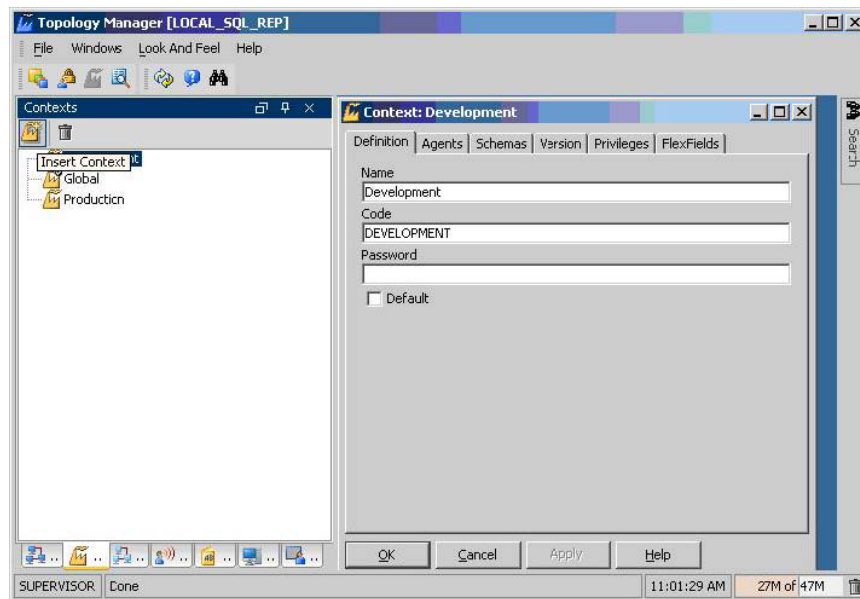 Topology Manager [LOCAL_SQL_REP]
File Windows Look And Feel Help
Contexts
Insert Context
Global
Production
Context: Development
Definition Agents Schemas Version Privileges FlexFields
Name
Development
Code
DEVELOPMENT
Password
Default
OK Cancel Apply Help
Search
SUPERVISOR Done 11:01:29 AM 27M of 47M